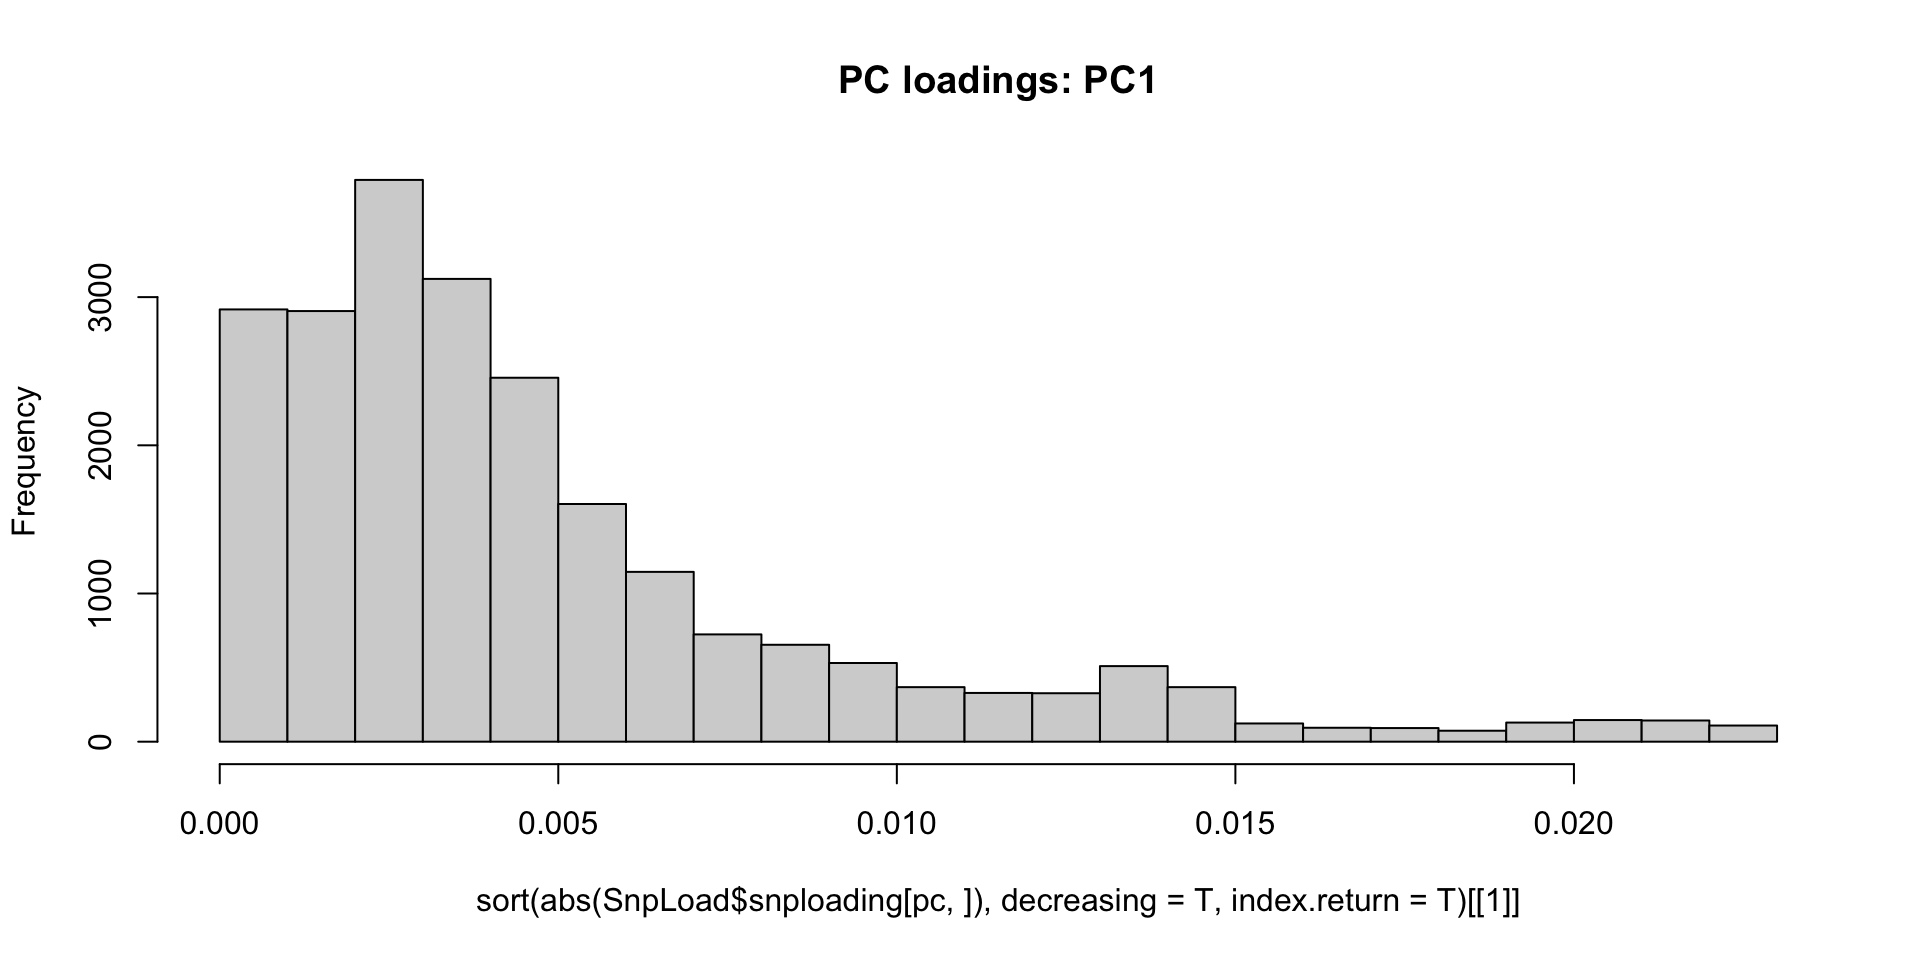 PC loadings: PC1
Frequency
3000
2000
1000
0
0.000 0.005 0.010 0.015 0.020
sort(abs(SnpLoad$snploading[pc, ]), decreasing = T, index.return = T)[[1]]